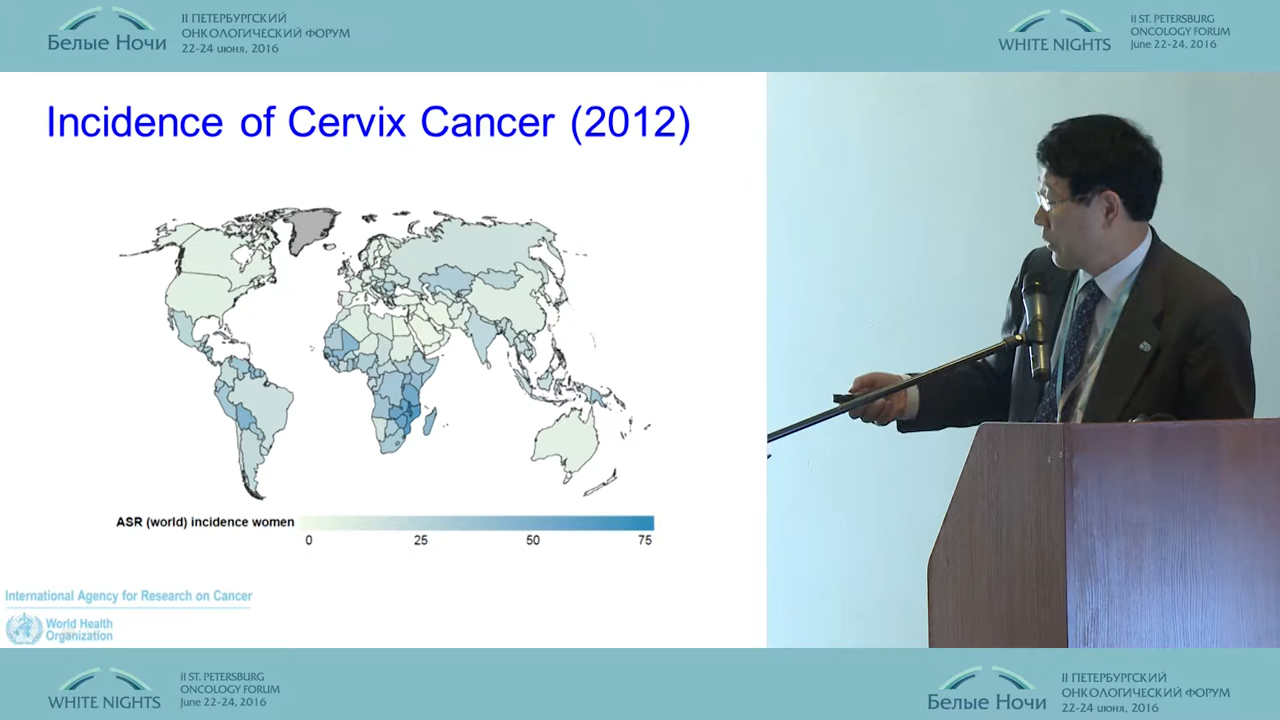 II ПЕТЕРБУРГСКИЙ
ОНКОЛОГИЧЕСКИЙ ФОРУМ
Белые Ночи
22-24 июня, 2016
II ST. PETERSBURG
ONCOLOGY FORUM
WHITE NIGHTS
June 22-24, 2016
Incidence of Cervix Cancer (2012)
ASR (world) incidence women
0 25 50 75
International Agency for Research on Cancer
World Health
Organization
II ST. PETERSBURG
ONCOLOGY FORUM
WHITE NIGHTS
June 22-24, 2016
II ПЕТЕРБУРГСКИЙ
ОНКОЛОГИЧЕСКИЙ ФОРУМ
Белые Ночи
22-24 июня, 2016